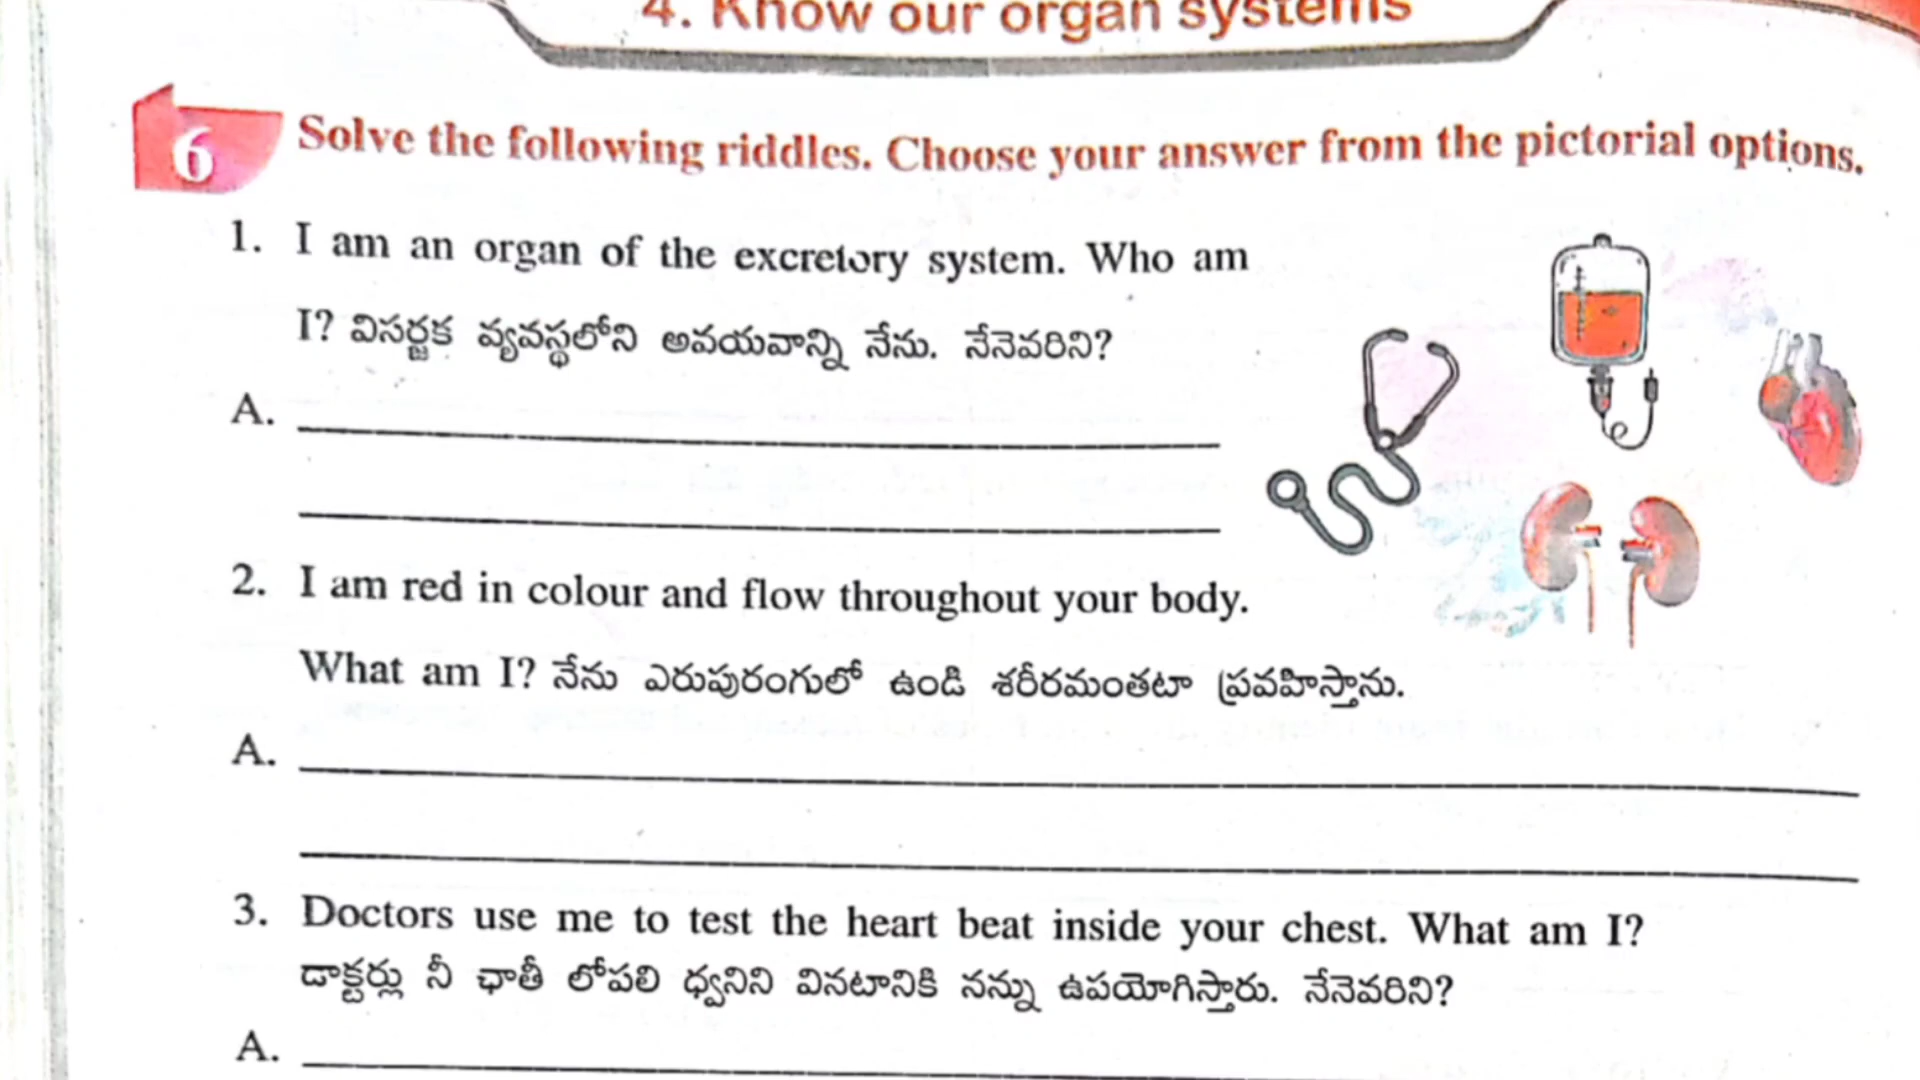 4. Know our organ systems
6 Solve the following riddles. Choose your answer from the pictorial options.
1. I am an organ of the excretory system. Who am
I? విసర్జక వ్యవస్థలోని అవయవాన్ని నేను. నేనెవరిని?
A.
2. I am red in colour and flow throughout your body.
What am I? నేను ఎరుపురంగులో ఉండి శరీరమంతటా ప్రవహిస్తాను.
A.
3. Doctors use me to test the heart beat inside your chest. What am I?
డాక్టర్లు నీ ఛాతీ లోపలి ధ్వనిని వినటానికి నన్ను ఉపయోగిస్తారు. నేనెవరిని?
A.